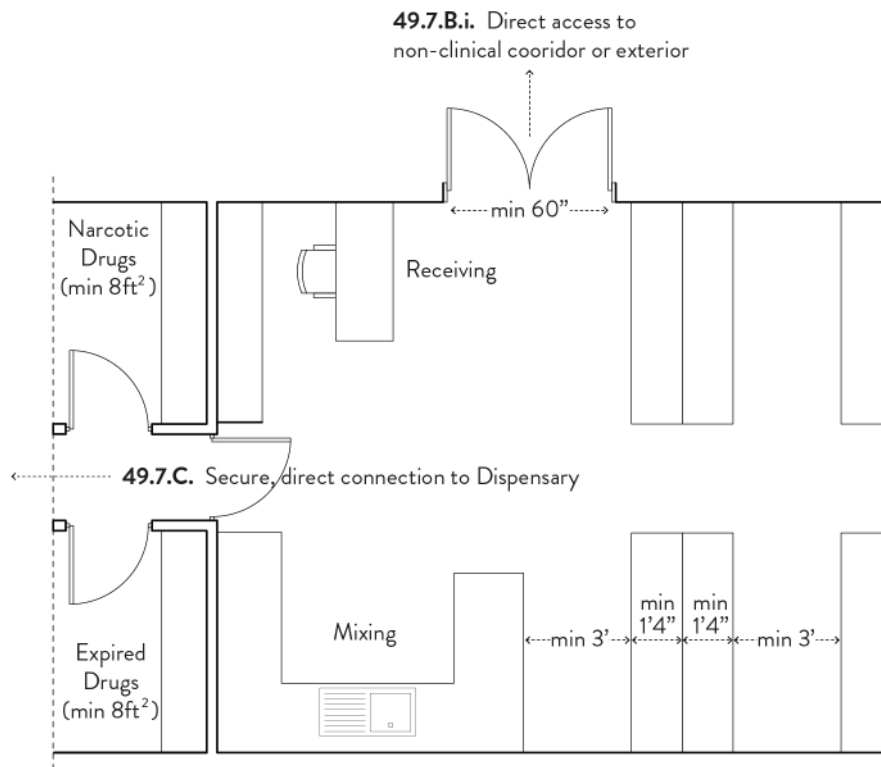 49.7.B.i. Direct access to
non-clinical cooridor or exterior
min 60”
Narcotic
Drugs
(min 8ft²)
Receiving
49.7.C. Secure, direct connection to Dispensary
Mixing
min 3’
min
1’4”
min
1’4”
min 3’
Expired
Drugs
(min 8ft²)